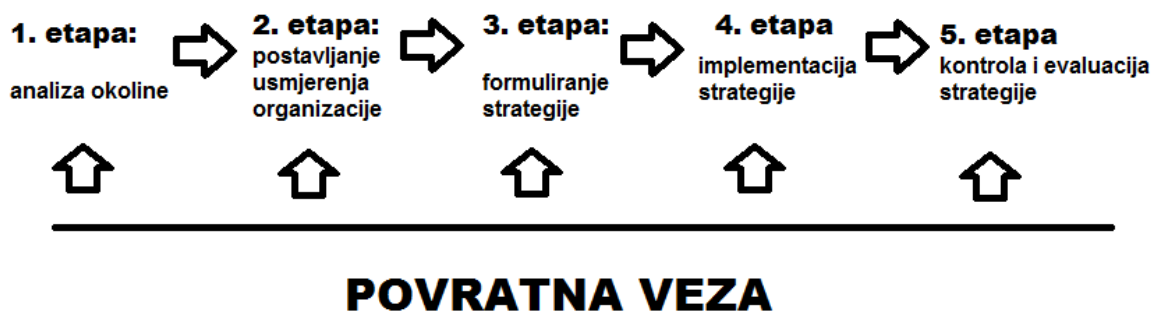 1. etapa:
analiza okoline
2. etapa:
postavljanje
usmjerenja
organizacije
3. etapa:
formuliranje
strategije
4. etapa
implementacija
strategije
5. etapa
kontrola i evaluacija
strategije
POVRATNA VEZA